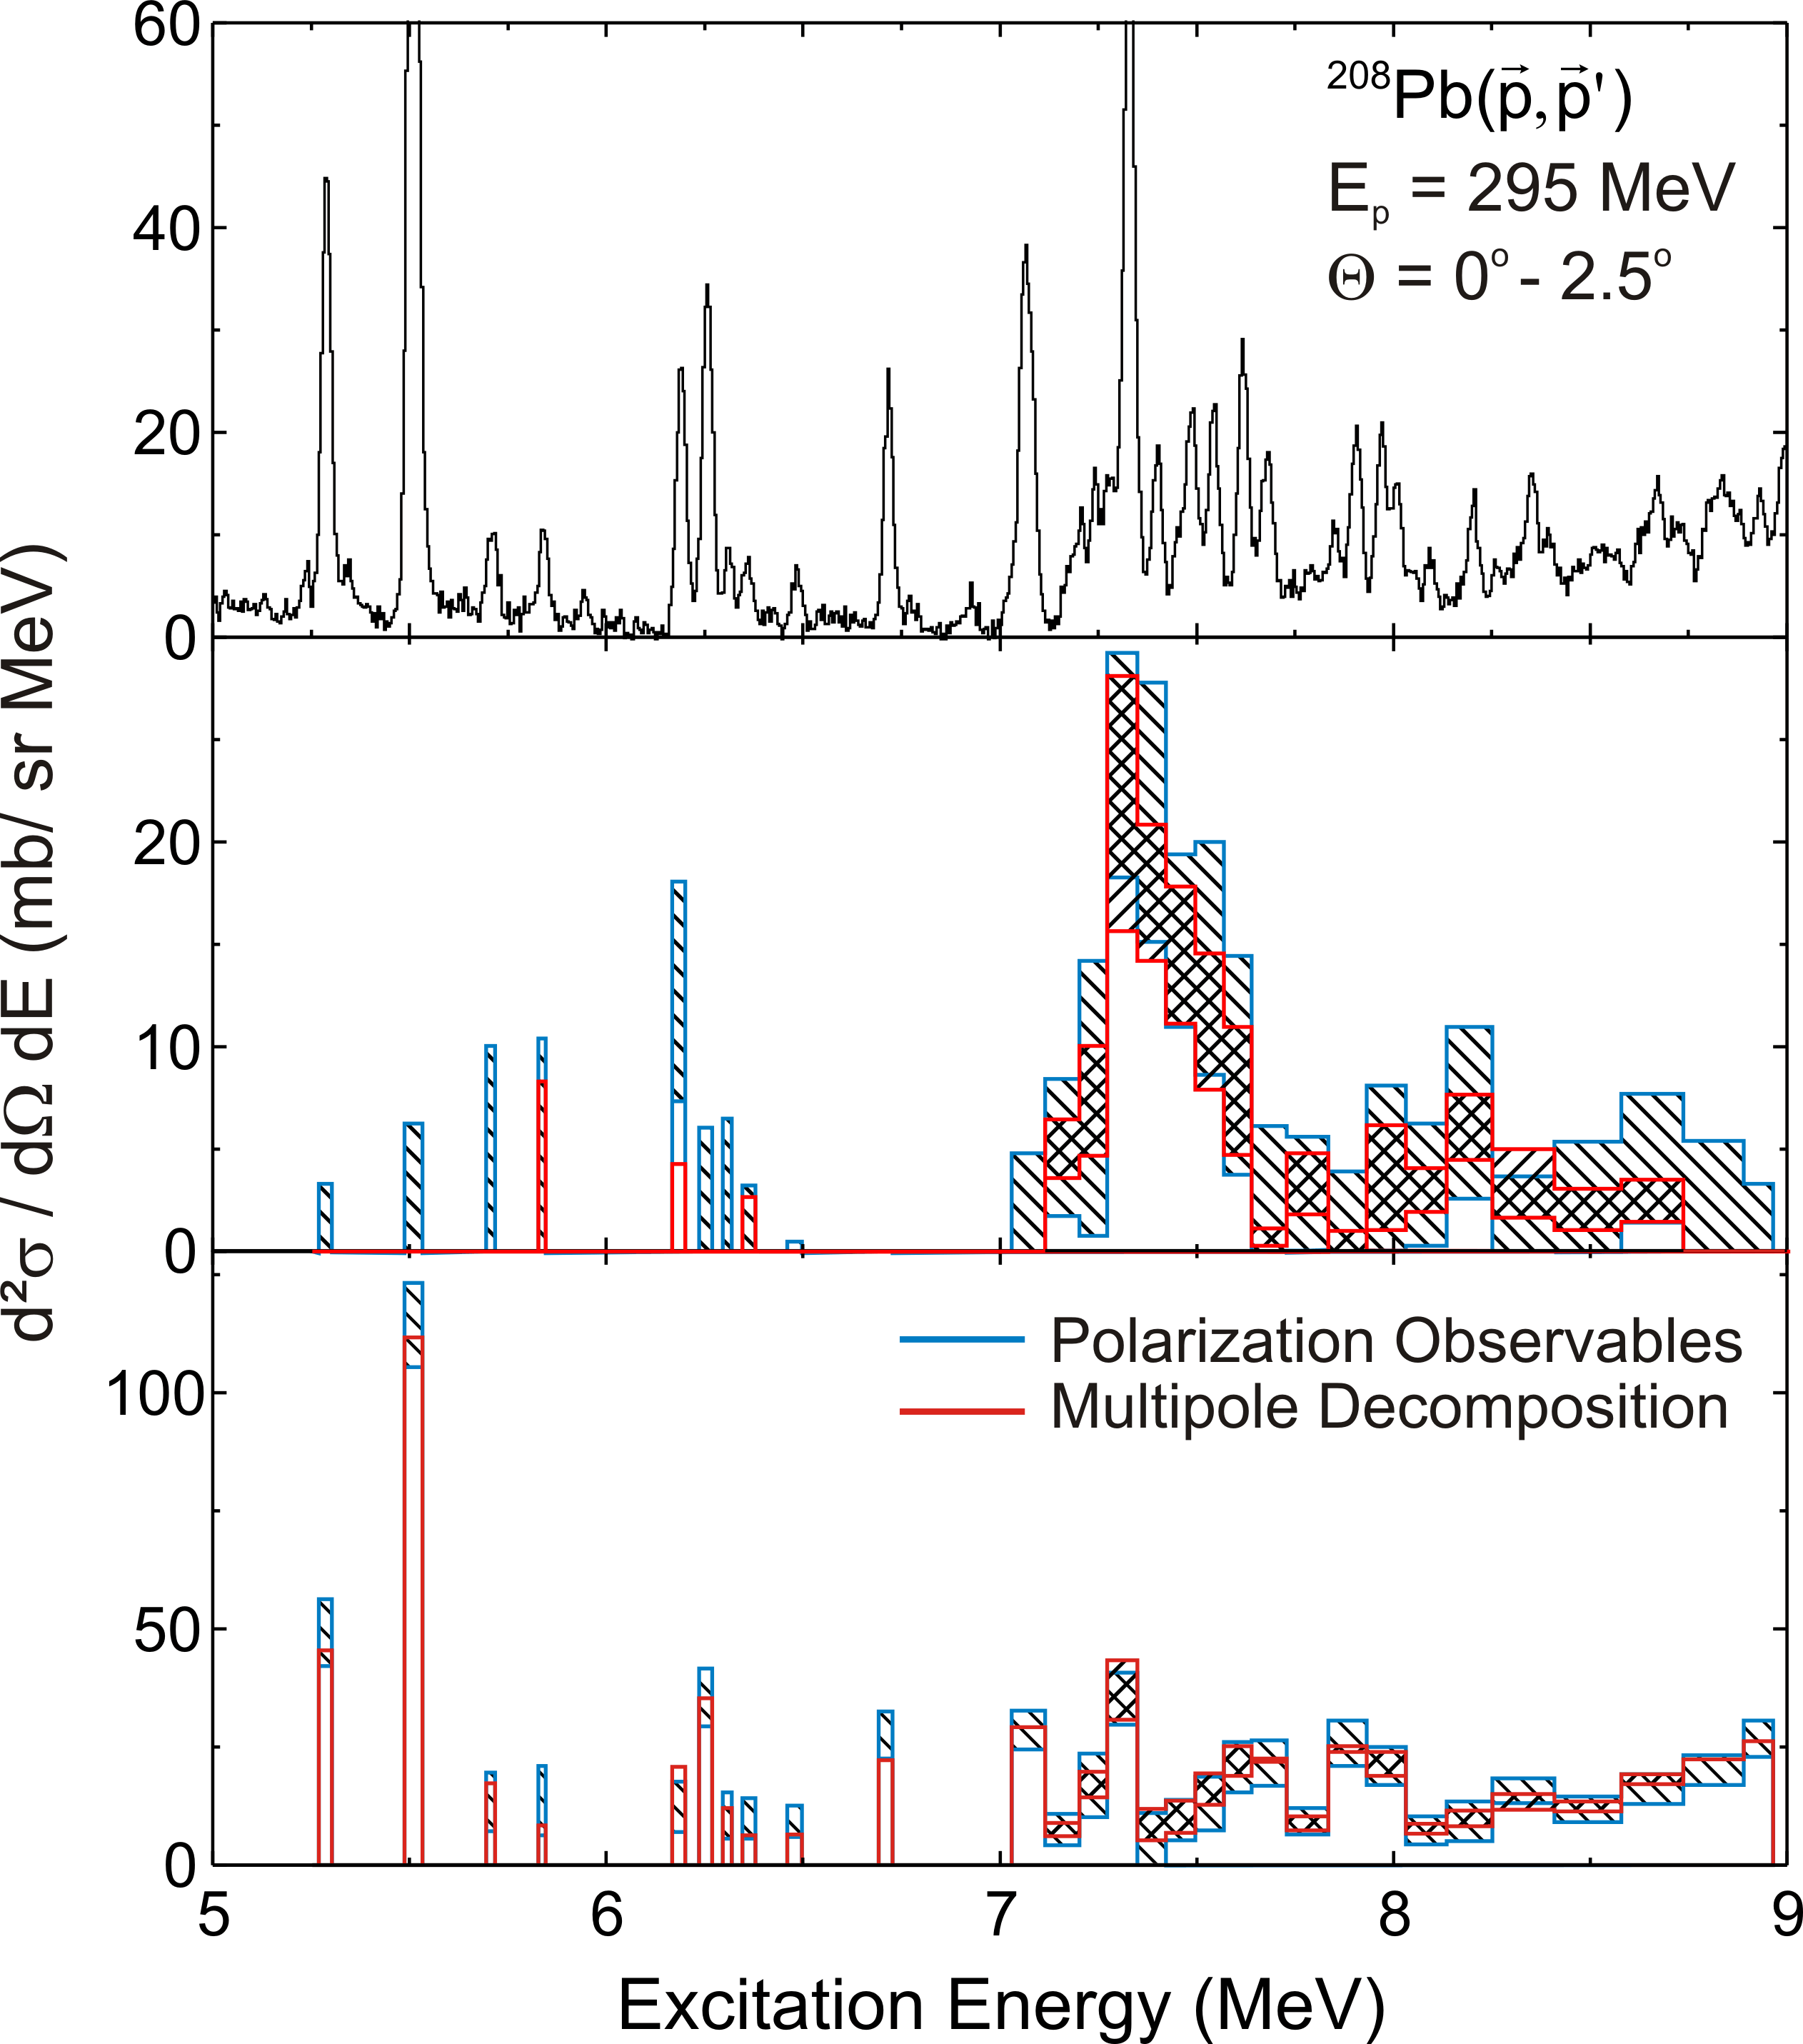 60
40
20
0
20
10
0
100
50
0
5
6
7
8
9
²⁰⁸Pb(p⃗,p⃗')
Eₚ = 295 MeV
Θ = 0° - 2.5°
Polarization Observables
Multipole Decomposition
d²σ / dΩ dE (mb/ sr MeV)
Excitation Energy (MeV)